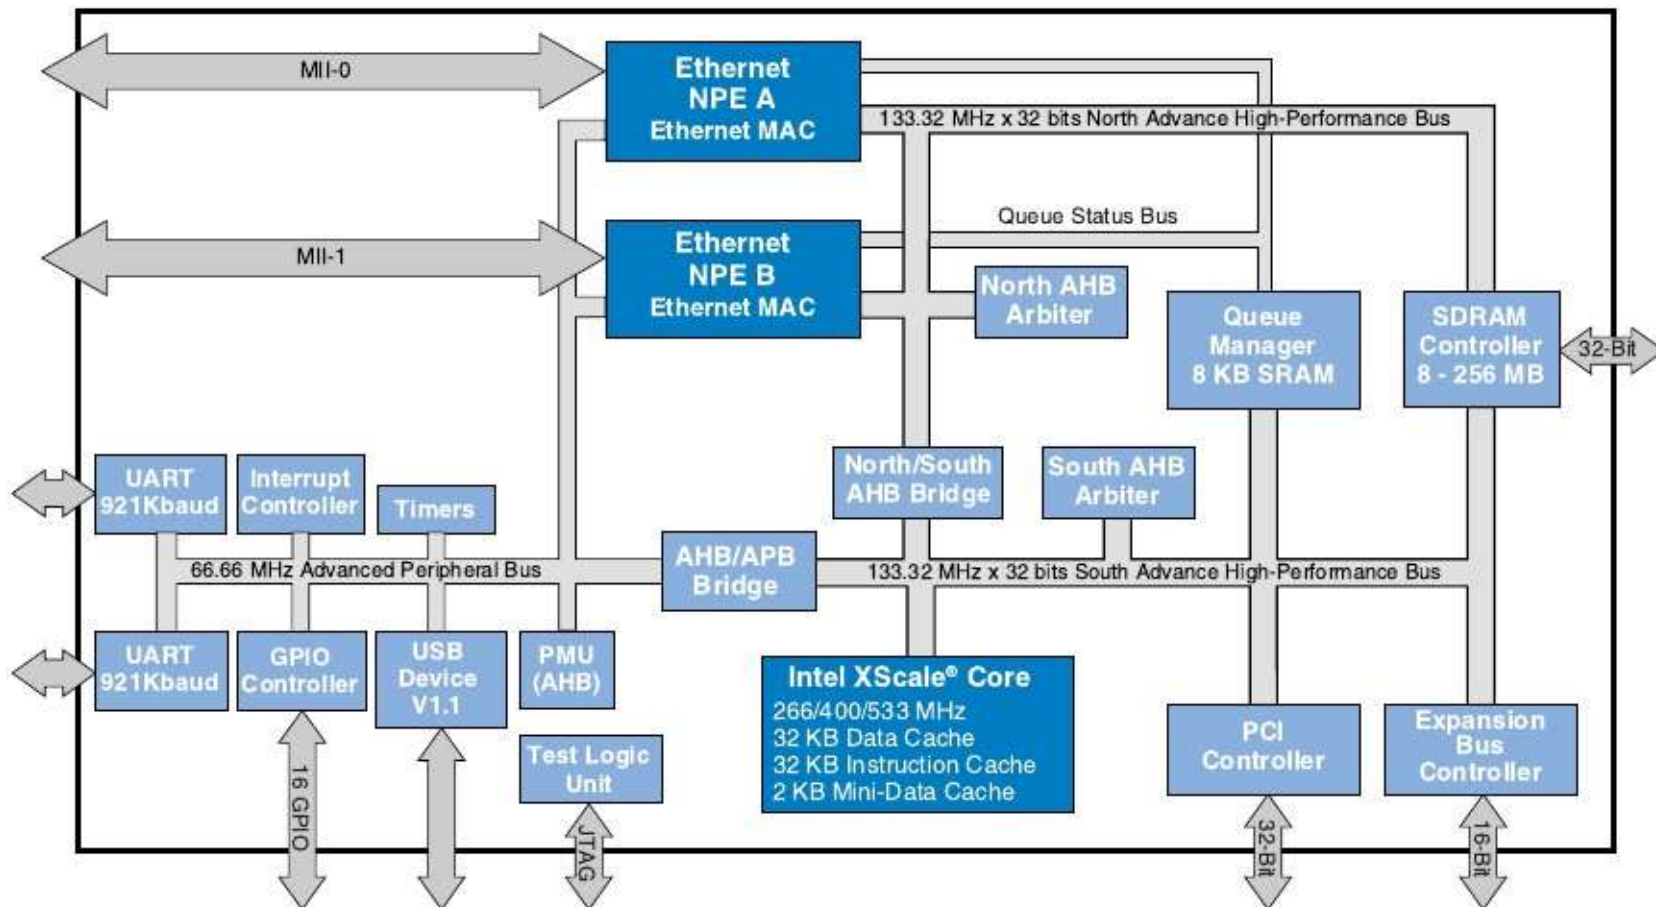 MII-0
Ethernet
NPE A
Ethernet MAC
133.32 MHz x 32 bits North Advance High-Performance Bus
Queue Status Bus
MII-1
Ethernet
NPE B
Ethernet MAC
North AHB
Arbiter
Queue
Manager
8 KB SRAM
SDRAM
Controller
8 - 256 MB
32-Bit
UART
921Kbaud
Interrupt
Controller
Timers
North/South
AHB Bridge
South AHB
Arbiter
66.66 MHz Advanced Peripheral Bus
AHB/APB
Bridge
133.32 MHz x 32 bits South Advance High-Performance Bus
UART
921Kbaud
GPIO
Controller
USB
Device
V1.1
PMU
(AHB)
Test Logic
Unit
Intel XScale® Core
266/400/533 MHz
32 KB Data Cache
32 KB Instruction Cache
2 KB Mini-Data Cache
PCI
Controller
Expansion
Bus
Controller
16 GPIO
JTAG
32-Bit
16-Bit